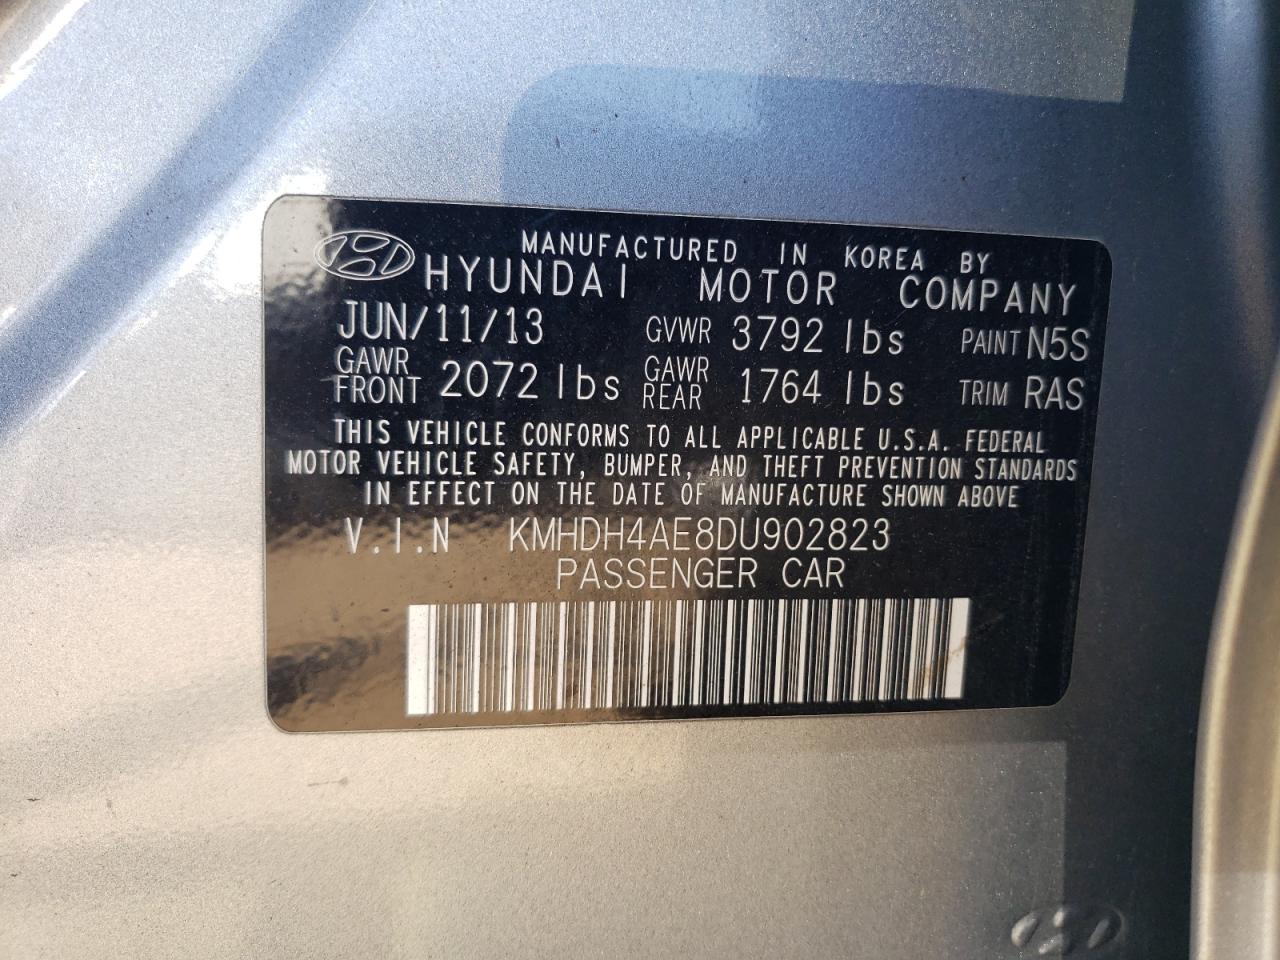 MANUFACTURED IN KOREA BY
HYUNDAI MOTOR COMPANY
JUN/11/13 GVWR 3792 lbs PAINT N5S
GAWR FRONT 2072 lbs GAWR REAR 1764 lbs TRIM RAS
THIS VEHICLE CONFORMS TO ALL APPLICABLE U.S.A. FEDERAL
MOTOR VEHICLE SAFETY, BUMPER, AND THEFT PREVENTION STANDARDS
IN EFFECT ON THE DATE OF MANUFACTURE SHOWN ABOVE
V.I.N KMHDH4AE8DU902823
PASSENGER CAR